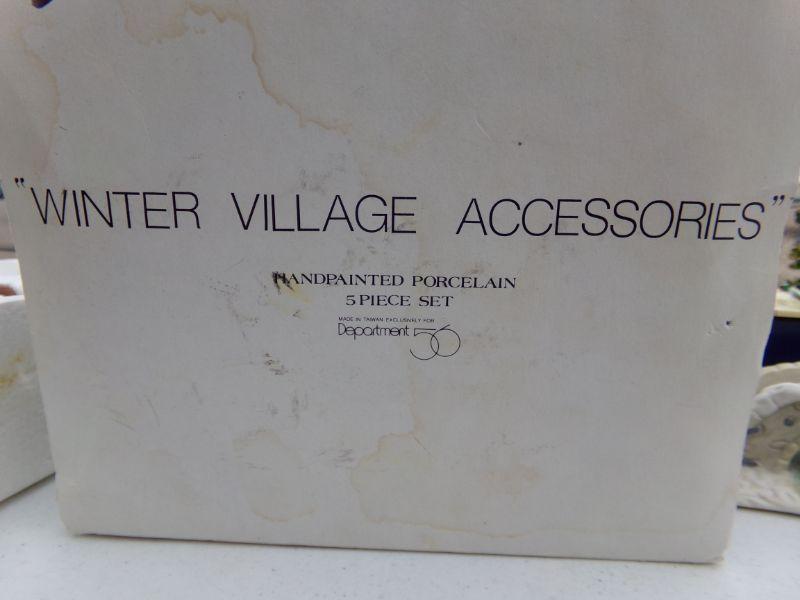 "WINTER VILLAGE ACCESSORIES"
HANDPAINTED PORCELAIN
5 PIECE SET
MADE IN TAIWAN EXCLUSIVELY FOR
Department 56